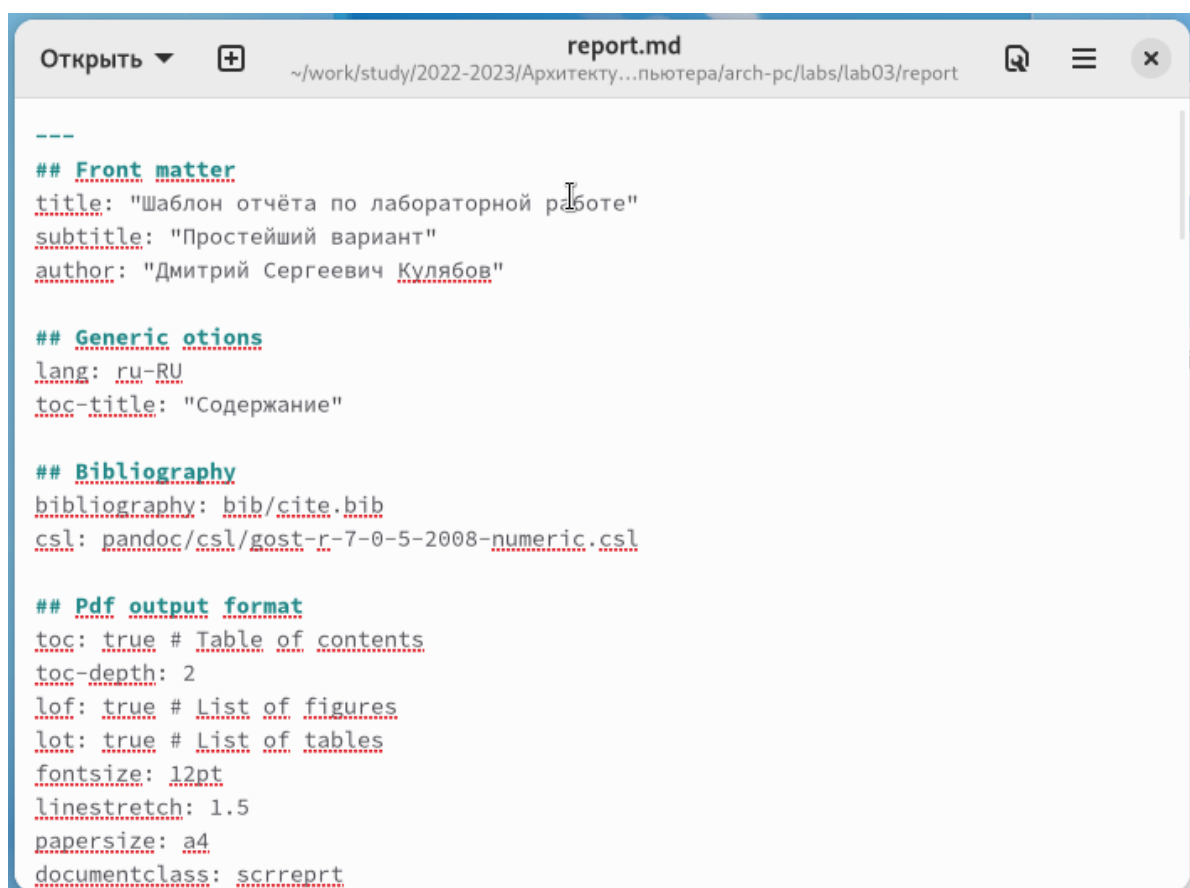 Открыть
report.md
~/work/study/2022-2023/Архитекту…пьютера/arch-pc/labs/lab03/report
---
## Front matter
title: "Шаблон отчёта по лабораторной работе"
subtitle: "Простейший вариант"
author: "Дмитрий Сергеевич Кулябов"
## Generic otions
lang: ru-RU
toc-title: "Содержание"
## Bibliography
bibliography: bib/cite.bib
csl: pandoc/csl/gost-r-7-0-5-2008-numeric.csl
## Pdf output format
toc: true # Table of contents
toc-depth: 2
lof: true # List of figures
lot: true # List of tables
fontsize: 12pt
linestretch: 1.5
papersize: a4
documentclass: scrreprt